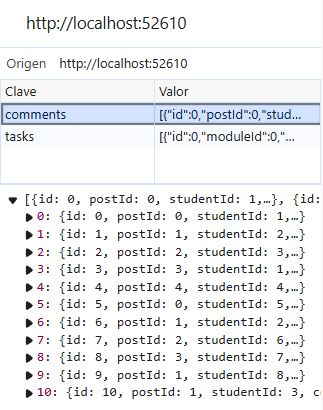 http://localhost:52610
Origen http://localhost:52610
Clave Valor
comments [{"id":0,"postId":0,"stud...
tasks [{"id":0,"moduleId":0,"...
▼ [{id: 0, postId: 0, studentId: 1,…}, {id:
▶ 0: {id: 0, postId: 0, studentId: 1,…}
▶ 1: {id: 1, postId: 1, studentId: 2,…}
▶ 2: {id: 2, postId: 2, studentId: 3,…}
▶ 3: {id: 3, postId: 3, studentId: 1,…}
▶ 4: {id: 4, postId: 4, studentId: 4,…}
▶ 5: {id: 5, postId: 0, studentId: 5,…}
▶ 6: {id: 6, postId: 1, studentId: 2,…}
▶ 7: {id: 7, postId: 2, studentId: 6,…}
▶ 8: {id: 8, postId: 3, studentId: 7,…}
▶ 9: {id: 9, postId: 1, studentId: 8,…}
▶ 10: {id: 10, postId: 1, studentId: 3, c